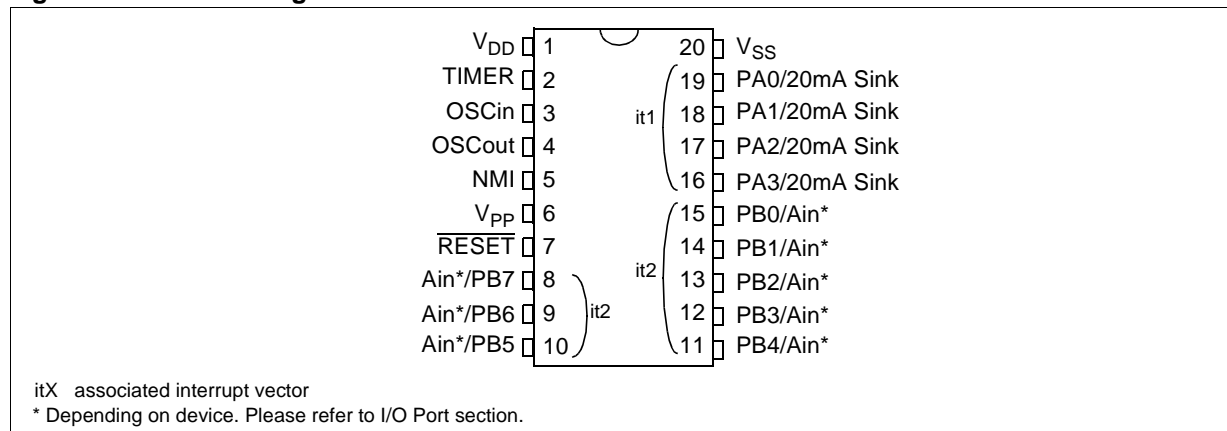 VDD 1 20 VSS
TIMER 2 19 PA0/20mA Sink
OSCin 3 it1 18 PA1/20mA Sink
OSCout 4 17 PA2/20mA Sink
NMI 5 16 PA3/20mA Sink
VPP 6 15 PB0/Ain*
RESET 7 14 PB1/Ain*
Ain*/PB7 8 it2 13 PB2/Ain*
Ain*/PB6 9 it2 12 PB3/Ain*
Ain*/PB5 10 11 PB4/Ain*
itX associated interrupt vector
* Depending on device. Please refer to I/O Port section.